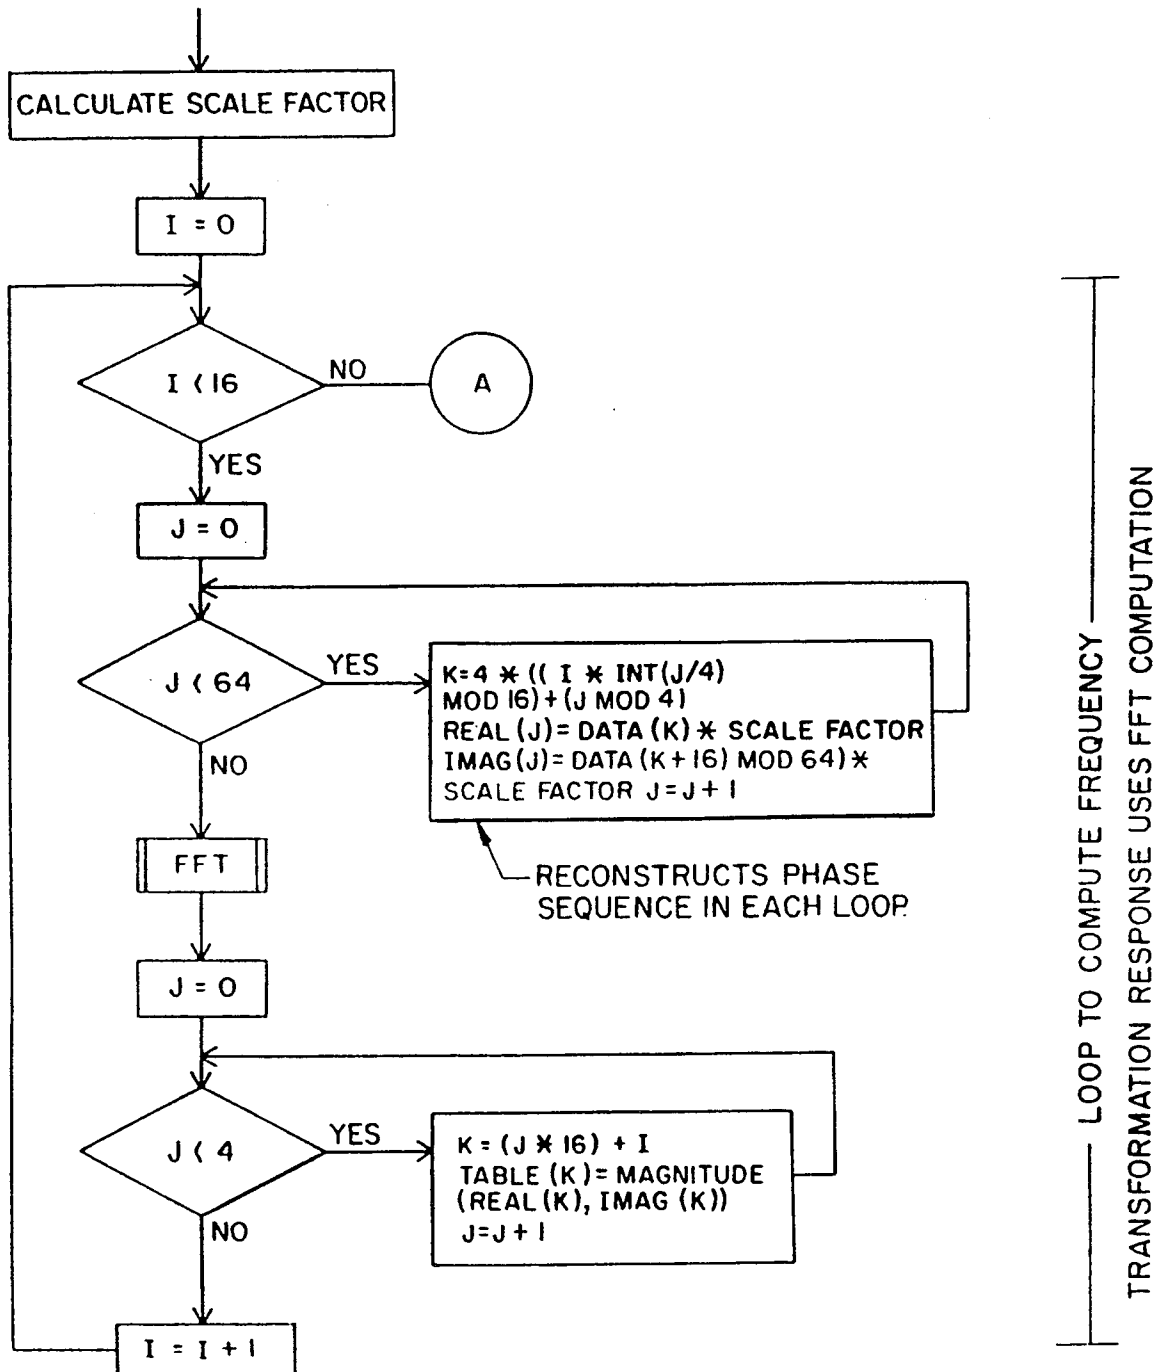 CALCULATE SCALE FACTOR
I = 0
I < 16
NO
A
YES
J = 0
J < 64
YES
K=4 * (( I * INT(J/4)
MOD 16)+(J MOD 4)
REAL (J)= DATA (K)* SCALE FACTOR
IMAG(J)= DATA (K+16) MOD 64)*
SCALE FACTOR J=J+1
NO
FFT
RECONSTRUCTS PHASE
SEQUENCE IN EACH LOOP.
J = 0
J < 4
YES
K = (J * 16) + I
TABLE (K)= MAGNITUDE
(REAL(K), IMAG (K))
J=J+1
NO
I = I + 1
LOOP TO COMPUTE FREQUENCY
TRANSFORMATION RESPONSE USES FFT COMPUTATION